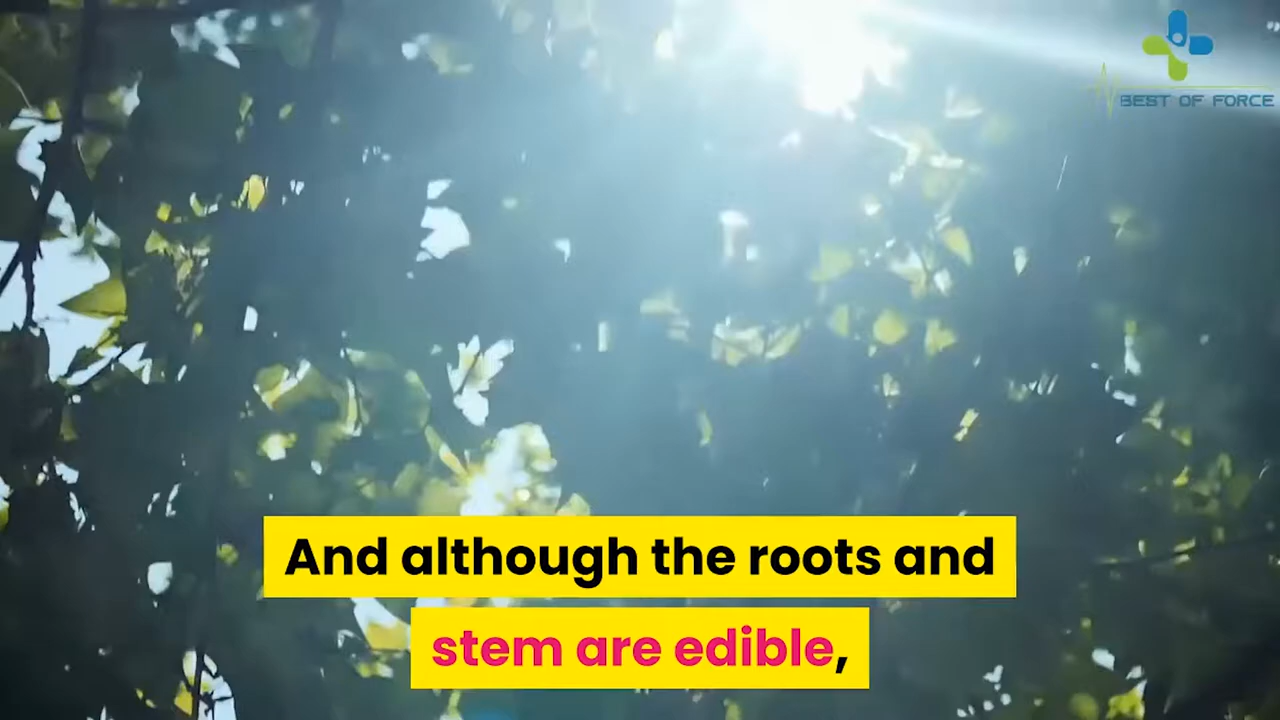 BEST OF FORCE
And although the roots and
stem are edible,